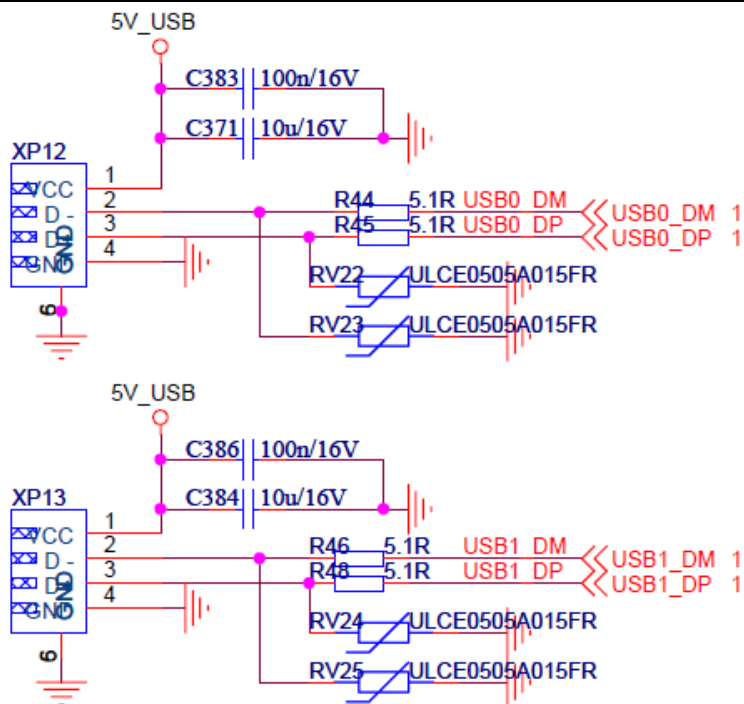 5V_USB
C383 100n/16V
C371 10u/16V
XP12
1
VCC
2
D -
R44 5.1R USB0_DM
USB0_DM 1
3
R45 5.1R USB0_DP
USB0_DP 1
4
GND
GND
RV22 ULCE0505A015FR
6
RV23 ULCE0505A015FR
5V_USB
C386 100n/16V
C384 10u/16V
XP13
1
VCC
2
D -
R46 5.1R USB1_DM
USB1_DM 1
3
R48 5.1R USB1_DP
USB1_DP 1
4
GND
GND
RV24 ULCE0505A015FR
6
RV25 ULCE0505A015FR